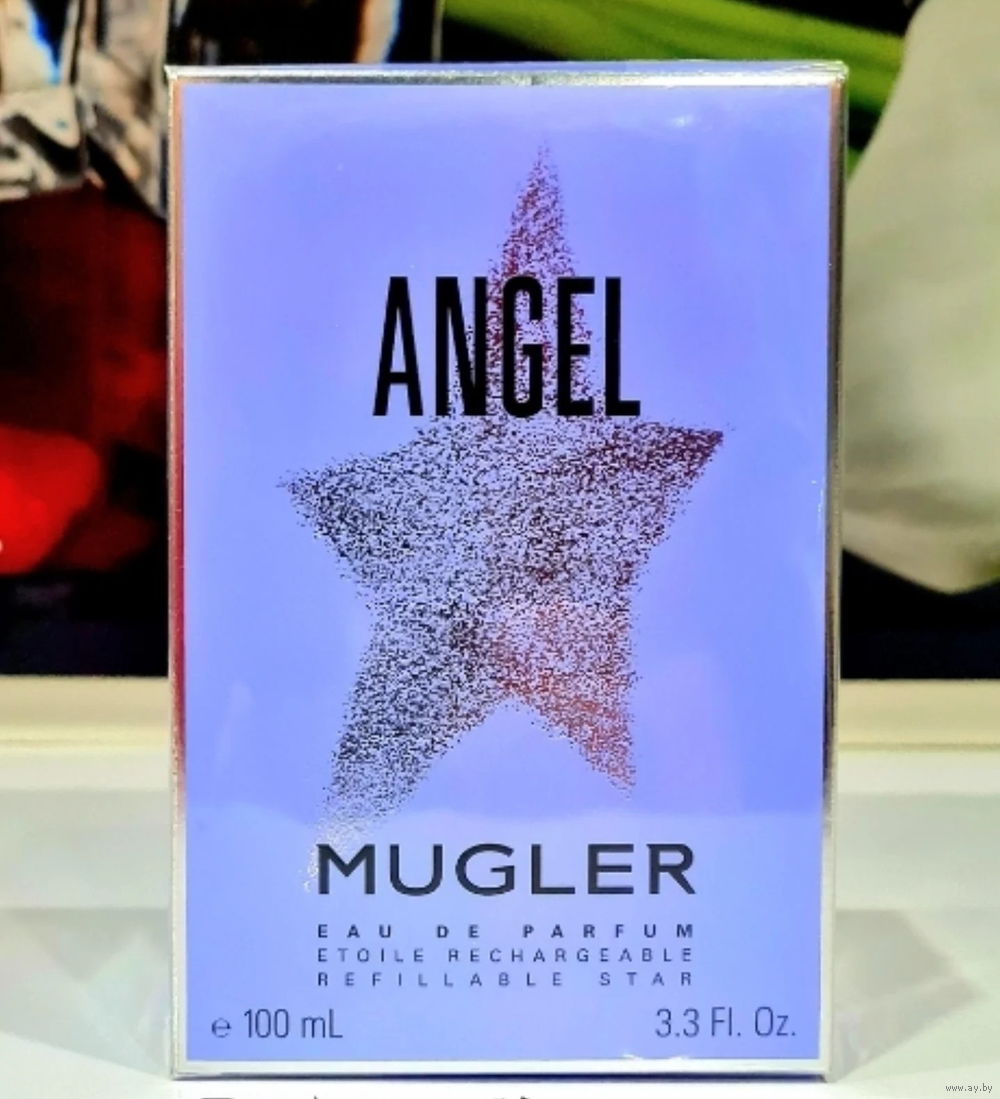 ANGEL
MUGLER
EAU DE PARFUM
ETOILE RECHARGEABLE
REFILLABLE STAR
℮ 100 mL 3.3 Fl. Oz.
www.ay.by